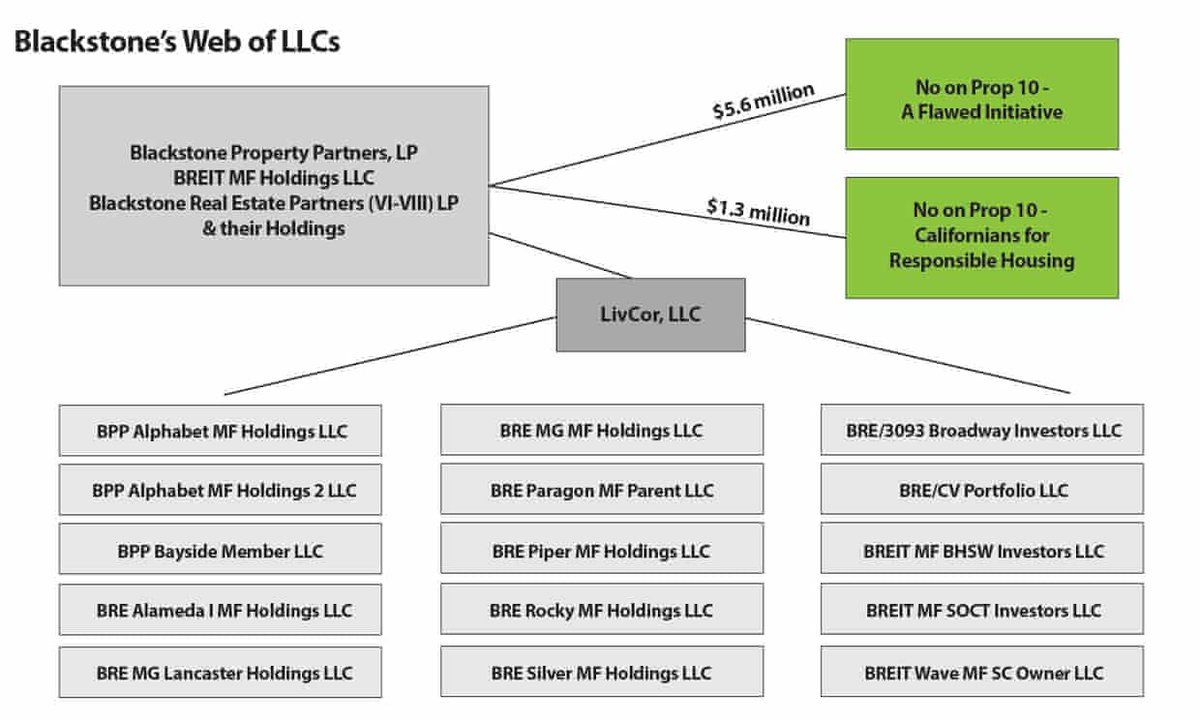 Blackstone's Web of LLCs
$5.6 million
No on Prop 10 -
A Flawed Initiative
Blackstone Property Partners, LP
BREIT MF Holdings LLC
Blackstone Real Estate Partners (VI-VIII) LP
& their Holdings
$1.3 million
No on Prop 10 -
Californians for
Responsible Housing
LivCor, LLC
BPP Alphabet MF Holdings LLC
BPP Alphabet MF Holdings 2 LLC
BPP Bayside Member LLC
BRE Alameda I MF Holdings LLC
BRE MG Lancaster Holdings LLC
BRE MG MF Holdings LLC
BRE Paragon MF Parent LLC
BRE Piper MF Holdings LLC
BRE Rocky MF Holdings LLC
BRE Silver MF Holdings LLC
BRE/3093 Broadway Investors LLC
BRE/CV Portfolio LLC
BREIT MF BHSW Investors LLC
BREIT MF SOCT Investors LLC
BREIT Wave MF SC Owner LLC